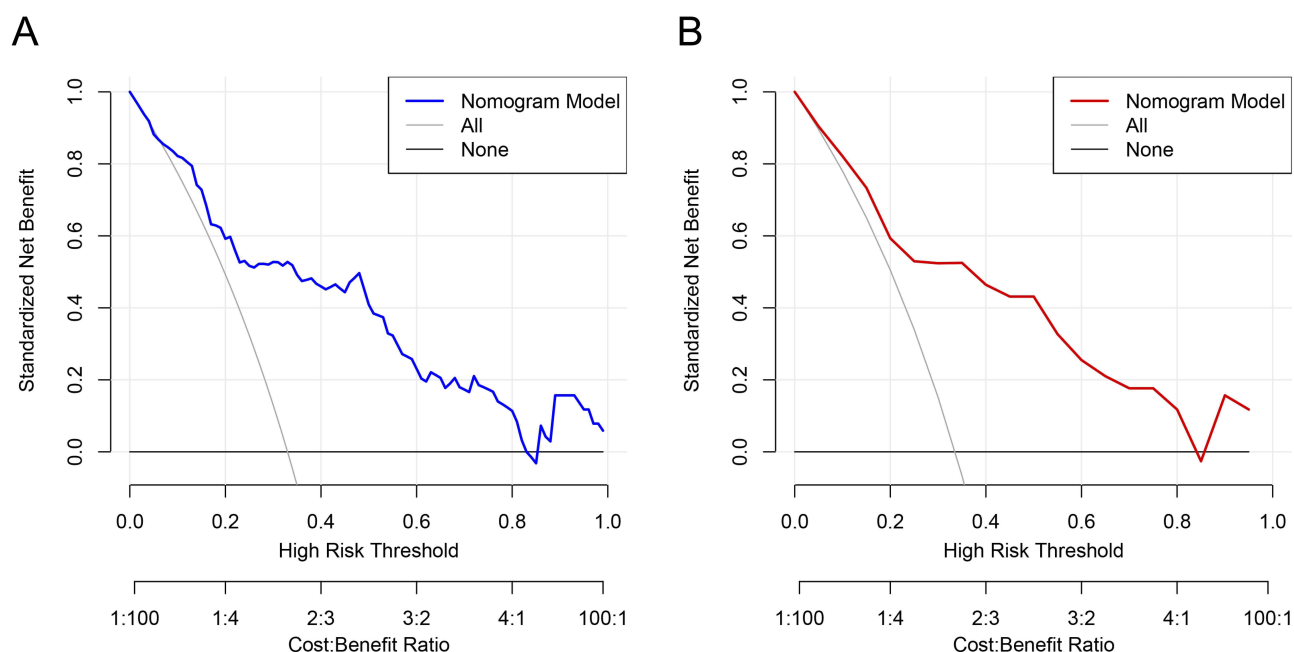 A
Standardized Net Benefit
1.0
0.8
0.6
0.4
0.2
0.0
Nomogram Model
All
None
0.0 0.2 0.4 0.6 0.8 1.0
High Risk Threshold
1:100 1:4 2:3 3:2 4:1 100:1
Cost:Benefit Ratio
B
Standardized Net Benefit
1.0
0.8
0.6
0.4
0.2
0.0
Nomogram Model
All
None
0.0 0.2 0.4 0.6 0.8 1.0
High Risk Threshold
1:100 1:4 2:3 3:2 4:1 100:1
Cost:Benefit Ratio